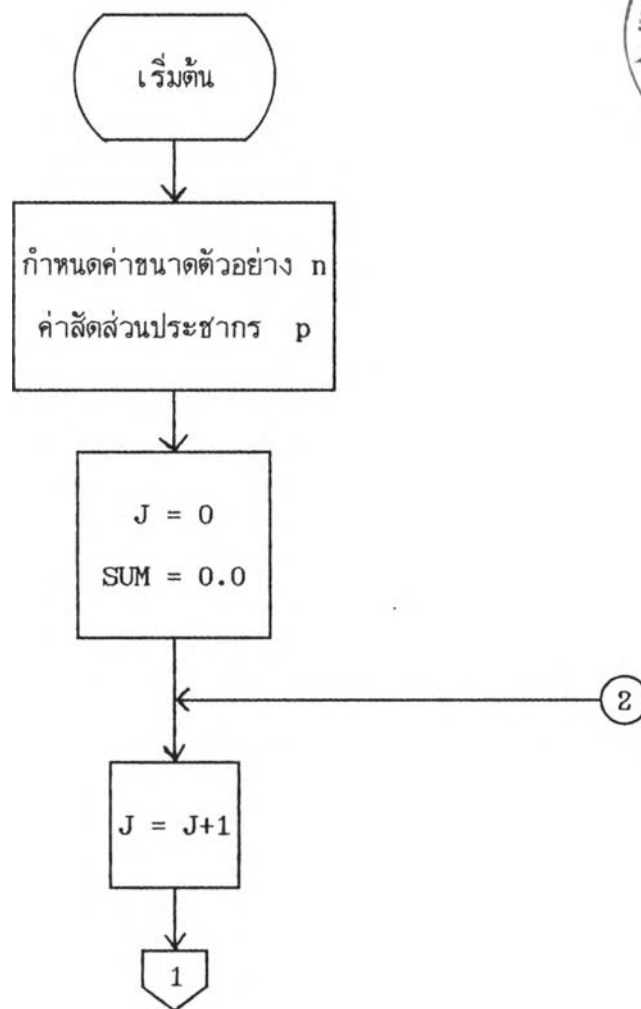 เริ่มต้น
กำหนดค่าขนาดตัวอย่าง n
ค่าสัดส่วนประชากร p
J = 0
SUM = 0.0
2
J = J+1
1